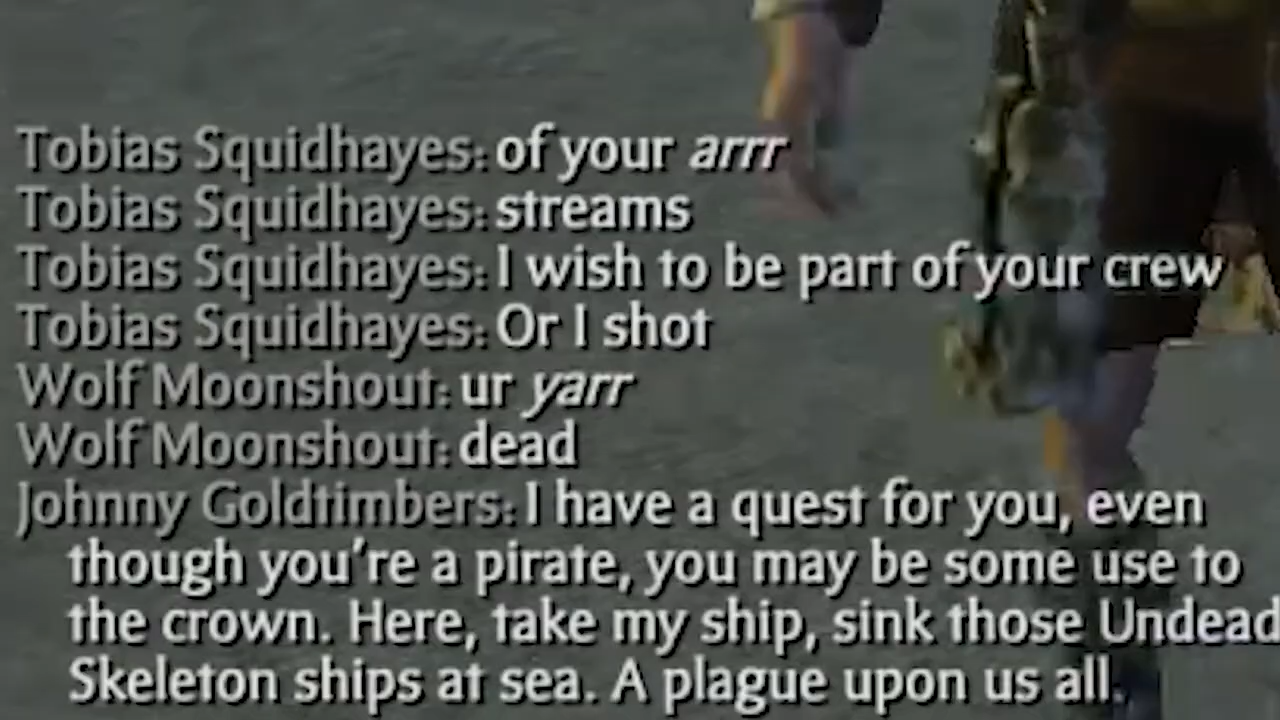 Tobias Squidhayes: of your arrr
Tobias Squidhayes: streams
Tobias Squidhayes: I wish to be part of your crew
Tobias Squidhayes: Or I shot
Wolf Moonshout: ur yarr
Wolf Moonshout: dead
Johnny Goldtimbers: I have a quest for you, even
though you're a pirate, you may be some use to
the crown. Here, take my ship, sink those Undead
Skeleton ships at sea. A plague upon us all.